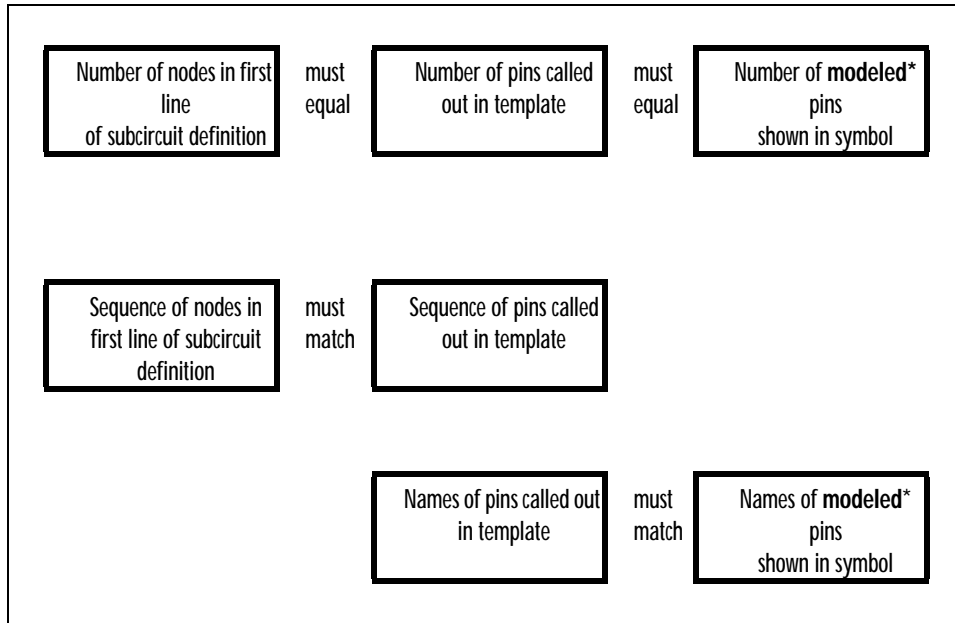 Number of nodes in first
line
of subcircuit definition
must
equal
Number of pins called
out in template
must
equal
Number of modeled*
pins
shown in symbol
Sequence of nodes in
first line of subcircuit
definition
must
match
Sequence of pins called
out in template
Names of pins called out
in template
must
match
Names of modeled*
pins
shown in symbol